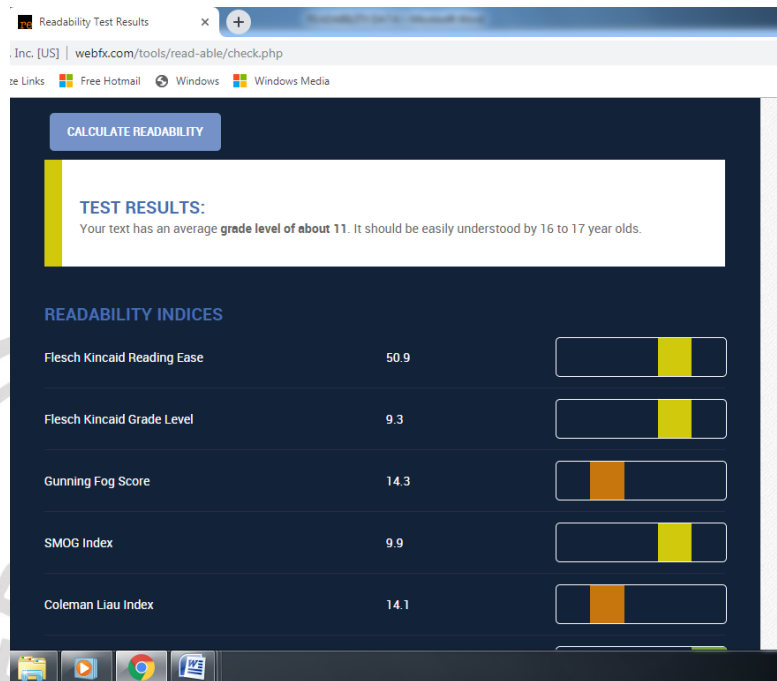 Readability Test Results
. Inc. [US] | webfx.com/tools/read-able/check.php
ze Links Free Hotmail Windows Windows Media
CALCULATE READABILITY
TEST RESULTS:
Your text has an average grade level of about 11. It should be easily understood by 16 to 17 year olds.
READABILITY INDICES
Flesch Kincaid Reading Ease 50.9
Flesch Kincaid Grade Level 9.3
Gunning Fog Score 14.3
SMOG Index 9.9
Coleman Liau Index 14.1